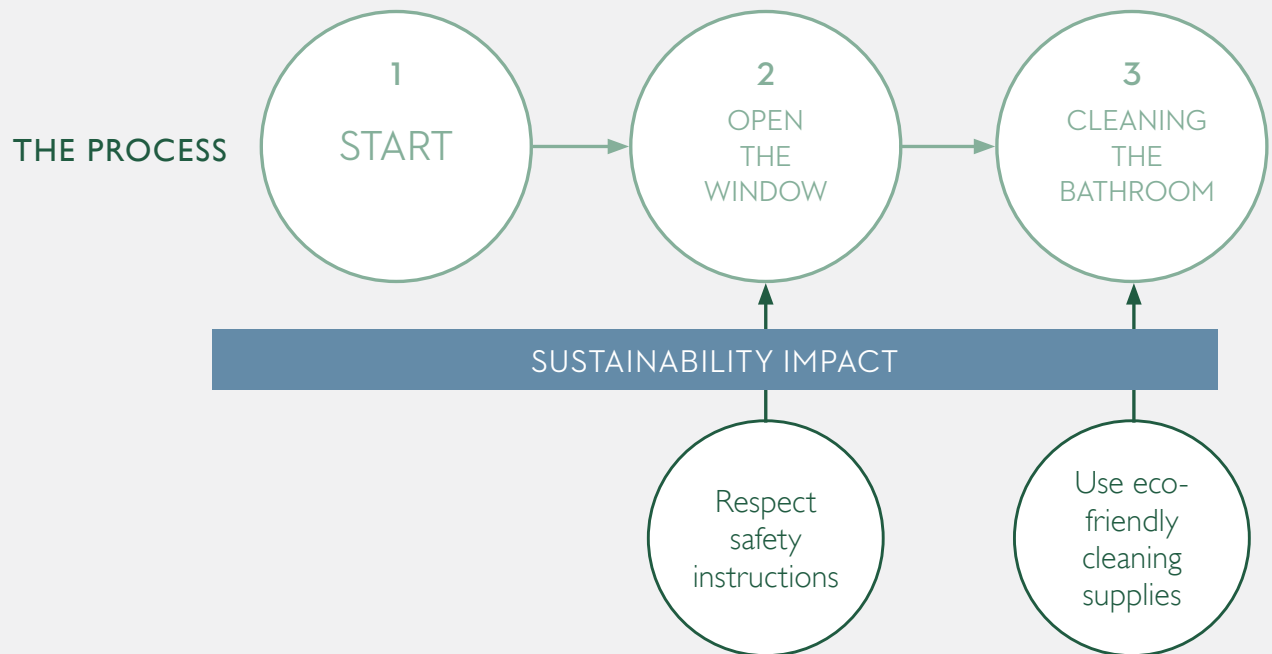 THE PROCESS
1
START
2
OPEN
THE
WINDOW
3
CLEANING
THE
BATHROOM
SUSTAINABILITY IMPACT
Respect
safety
instructions
Use eco-
friendly
cleaning
supplies